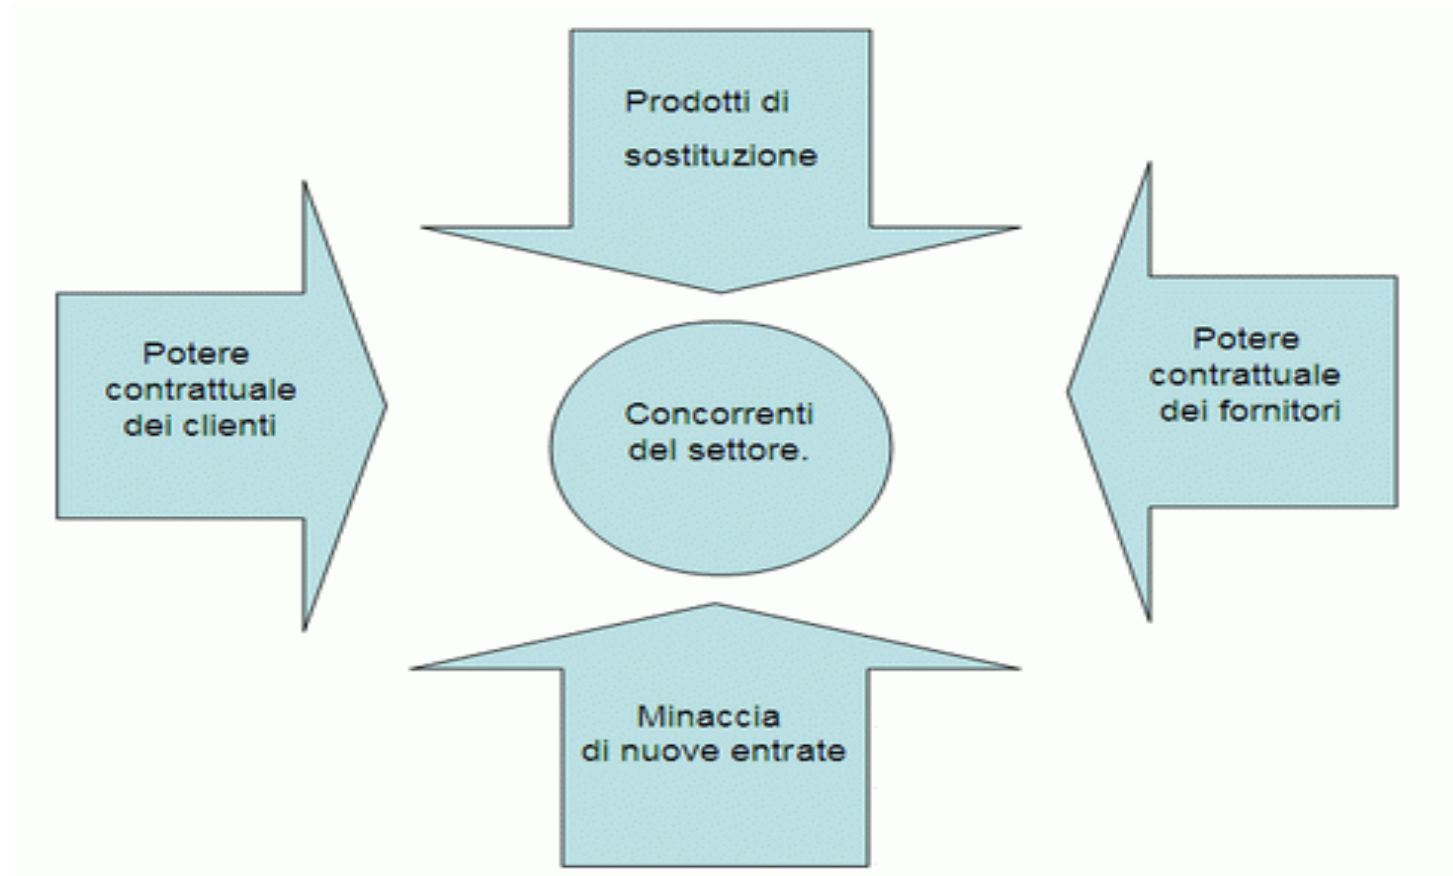 Prodotti di
sostituzione
Potere
contrattuale
dei clienti
Concorrenti
del settore.
Potere
contrattuale
dei fornitori
Minaccia
di nuove entrate